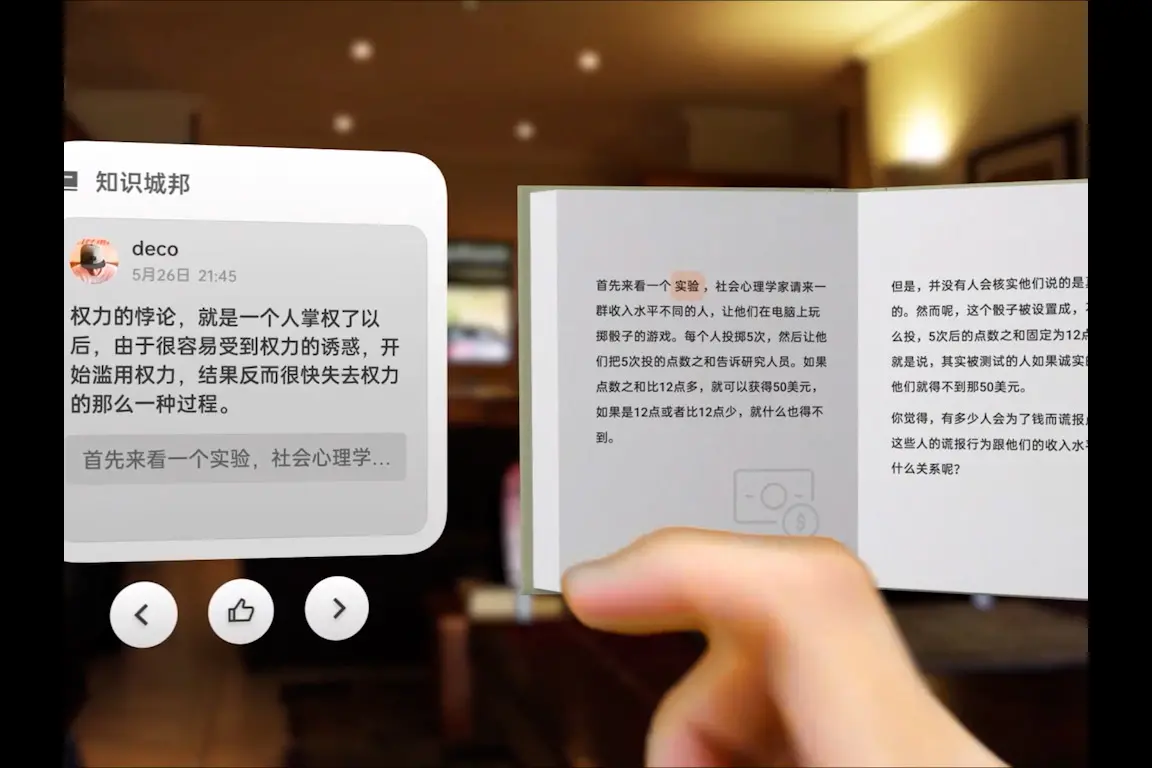 知识城邦
deco
5月26日 21:45
权力的悖论，就是一个人掌权了以
后，由于很容易受到权力的诱惑，开
始滥用权力，结果反而很快失去权力
的那么一种过程。
首先来看一个实验，社会心理学...
首先来看一个 实验 ，社会心理学家请来一
群收入水平不同的人，让他们在电脑上玩
掷骰子的游戏。每个人投掷5次，然后让他
们把5次投的点数之和告诉研究人员。如果
点数之和比12点多，就可以获得50美元，
如果是12点或者比12点少，就什么也得不
到。
但是，并没有人会核实他们说的是
的。然而呢，这个骰子被设置成，
么投，5次后的点数之和固定为12点
就是说，其实被测试的人如果诚实
他们就得不到那50美元。
你觉得，有多少人会为了钱而谎报
这些人的谎报行为跟他们的收入水
什么关系呢？